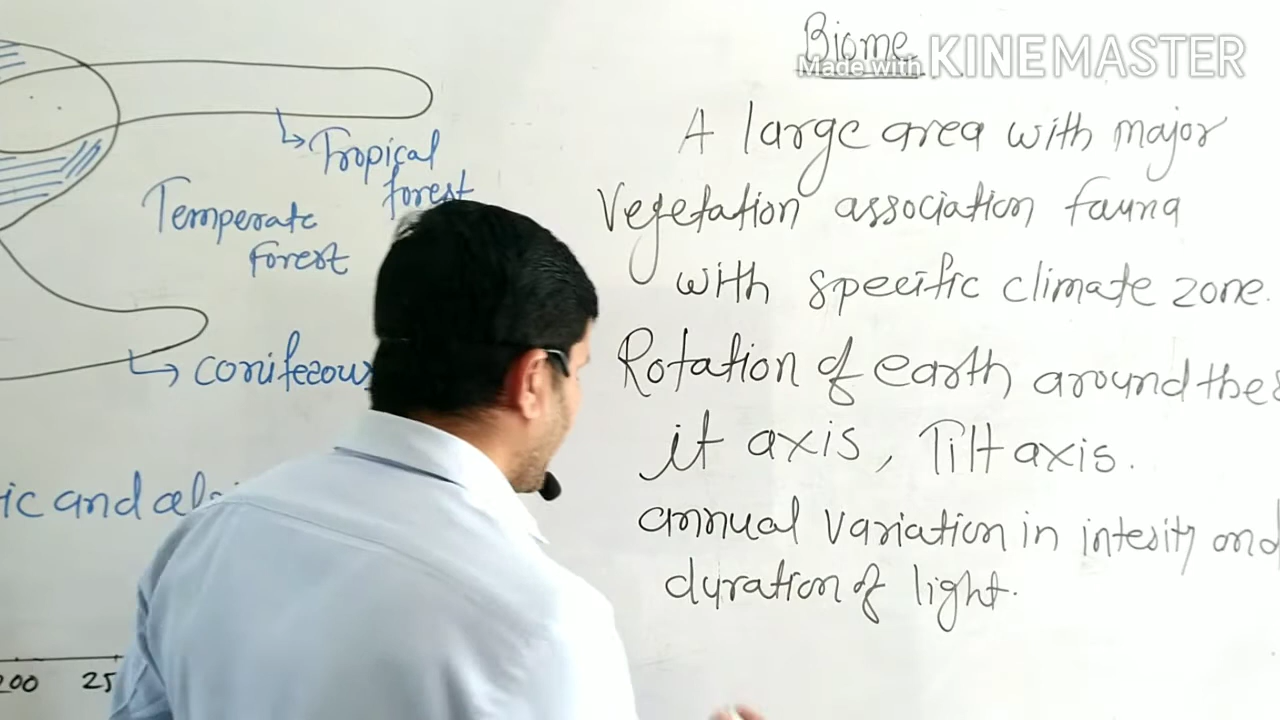 Biome
Made with KINEMASTER
A large area with major
Vegetation association fauna
with specific climate zone.
Rotation of earth around the
it axis, Tilt axis.
annual variation in intesity and
duration of light.
Tropical
forest
Temperate
forest
coniferous
ic and al
200 25